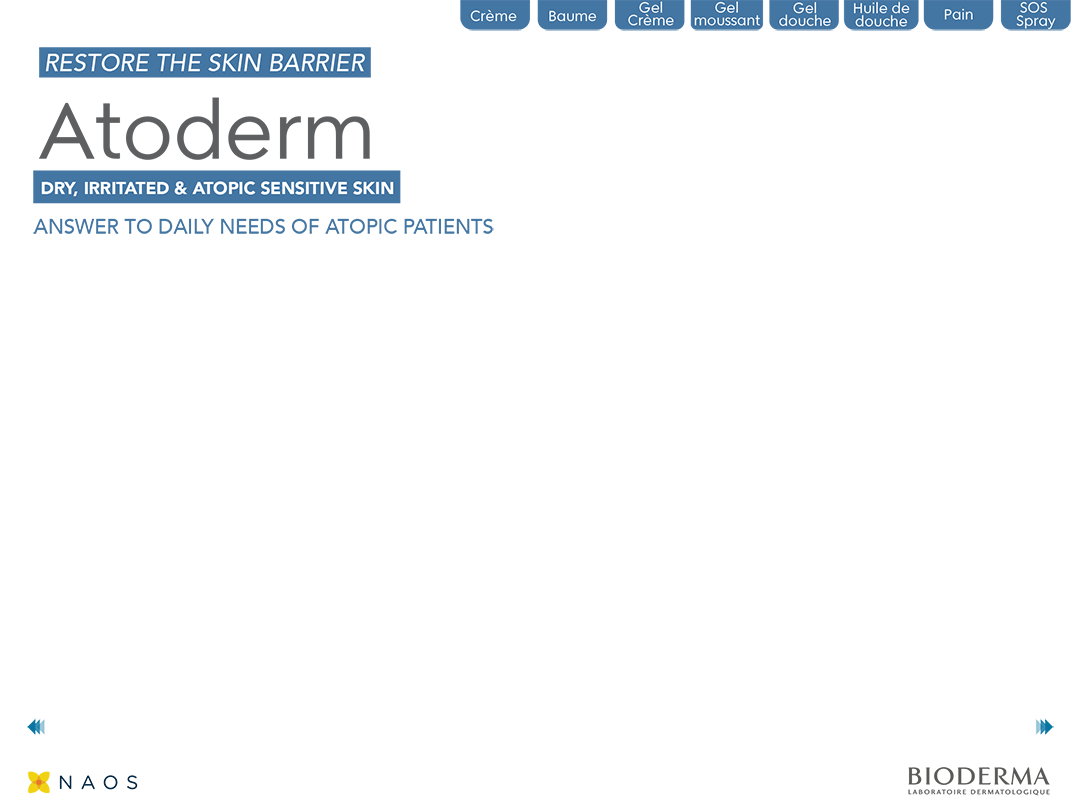 Crème
Baume
Gel
Crème
Gel
moussant
Gel
douche
Huile de
douche
Pain
SOS
Spray
RESTORE THE SKIN BARRIER
Atoderm
DRY, IRRITATED & ATOPIC SENSITIVE SKIN
ANSWER TO DAILY NEEDS OF ATOPIC PATIENTS
NAOS
BIODERMA
LABORATOIRE DERMATOLOGIQUE